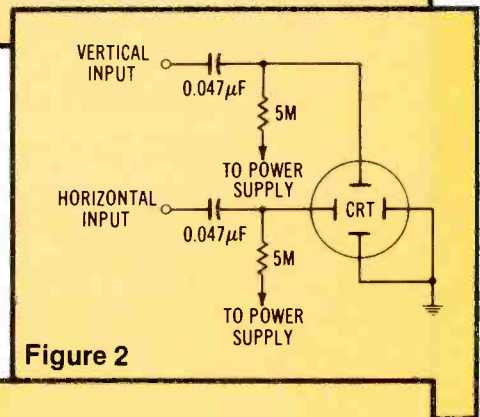 VERTICAL
INPUT
0.047µF
5M
TO POWER
SUPPLY
HORIZONTAL
INPUT
CRT
0.047µF
5M
TO POWER
SUPPLY
Figure 2